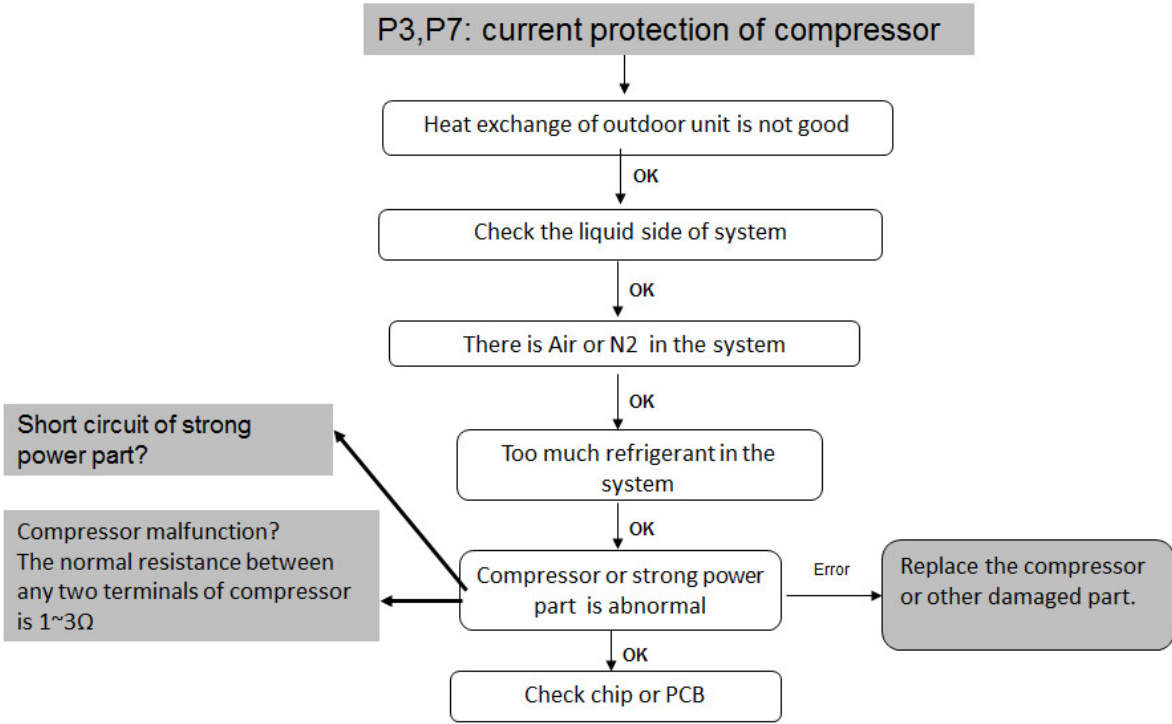 P3,P7: current protection of compressor
Heat exchange of outdoor unit is not good
OK
Check the liquid side of system
OK
There is Air or N2 in the system
OK
Too much refrigerant in the
system
OK
Short circuit of strong
power part?
Compressor malfunction?
The normal resistance between
any two terminals of compressor
is 1~3Ω
Compressor or strong power
part is abnormal
Error
Replace the compressor
or other damaged part.
OK
Check chip or PCB